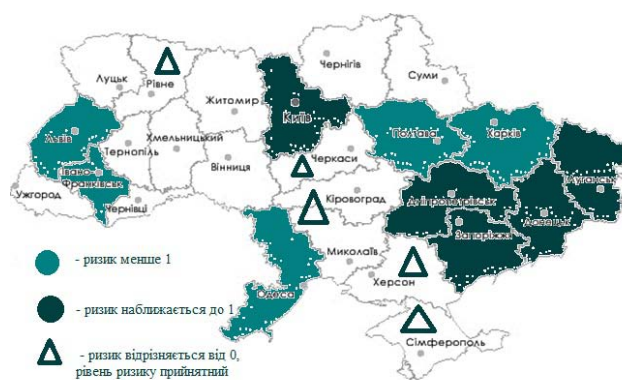 Чернігів
Луцьк
Рівне
Суми
Житомир
Київ
Львів
Полтава
Харків
Тернопіль
Хмельницький
Черкаси
Івано-
Франківськ
Вінниця
Луганськ
Ужгород
Чернівці
Кіровоград
Дніпропетровськ
Донецьк
Запоріжжя
Миколаїв
Одеса
Херсон
Сімферополь
- ризик менше 1
- ризик наближається до 1
- ризик відрізняється від 0,
рівень ризику прийнятний